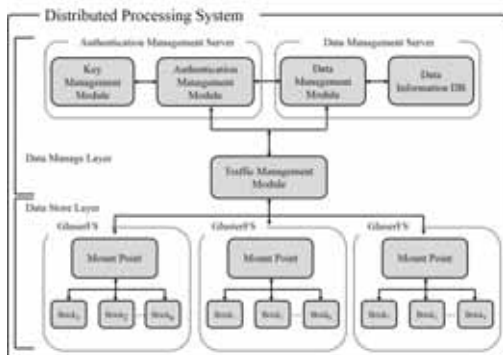 Distributed Processing System
Authentication Management Server
Data Management Server
Key
Management
Module
Authentication
Management
Module
Data
Management
Module
Data
Information DB
Data Manage Layer
Traffic Management
Module
Data Store Layer
GlusterFS
GlusterFS
GlusterFS
Mount Point
Mount Point
Mount Point